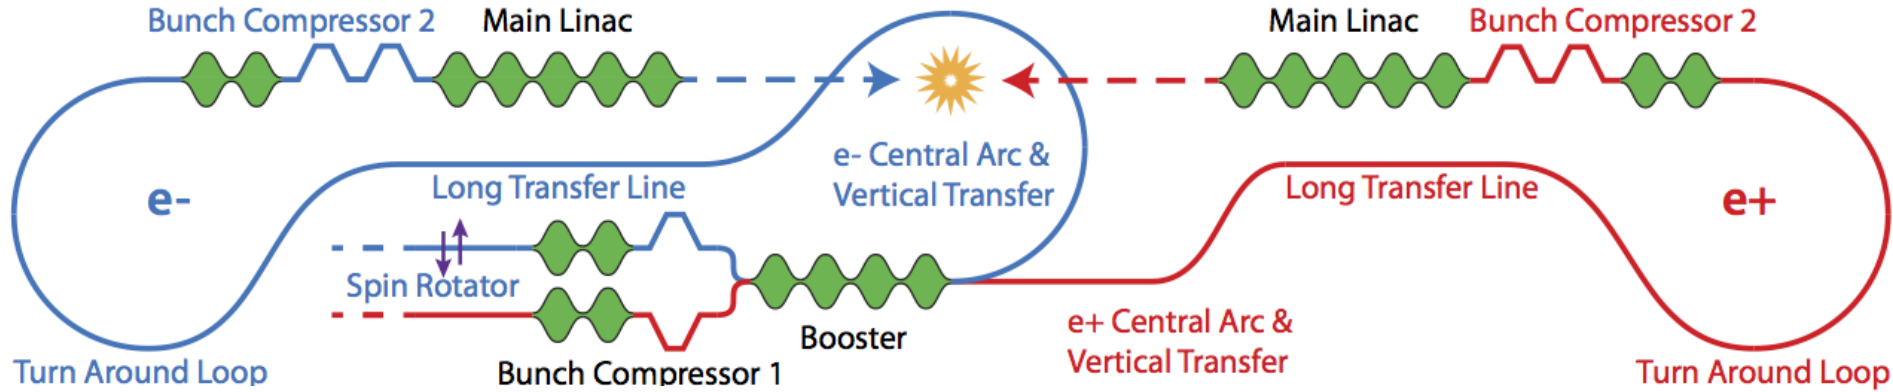 Bunch Compressor 2
Main Linac
Main Linac
Bunch Compressor 2
e-
Long Transfer Line
e- Central Arc &
Vertical Transfer
Long Transfer Line
e+
Spin Rotator
Booster
e+ Central Arc &
Vertical Transfer
Turn Around Loop
Bunch Compressor 1
Turn Around Loop